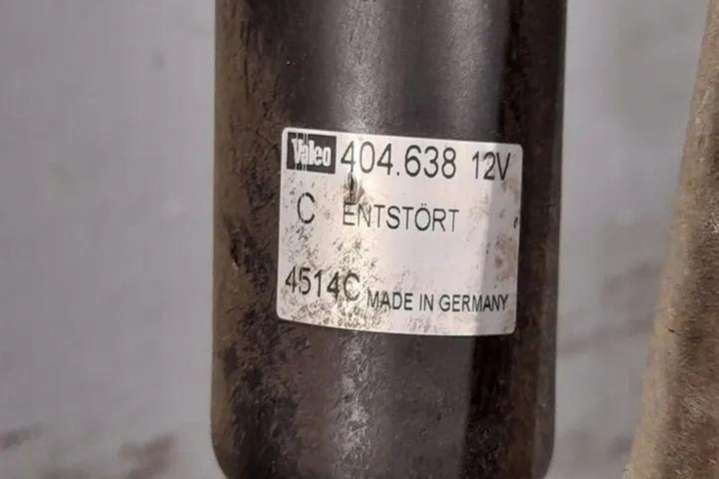 Valeo 404.638 12V
C ENTSTÖRT
4514C MADE IN GERMANY